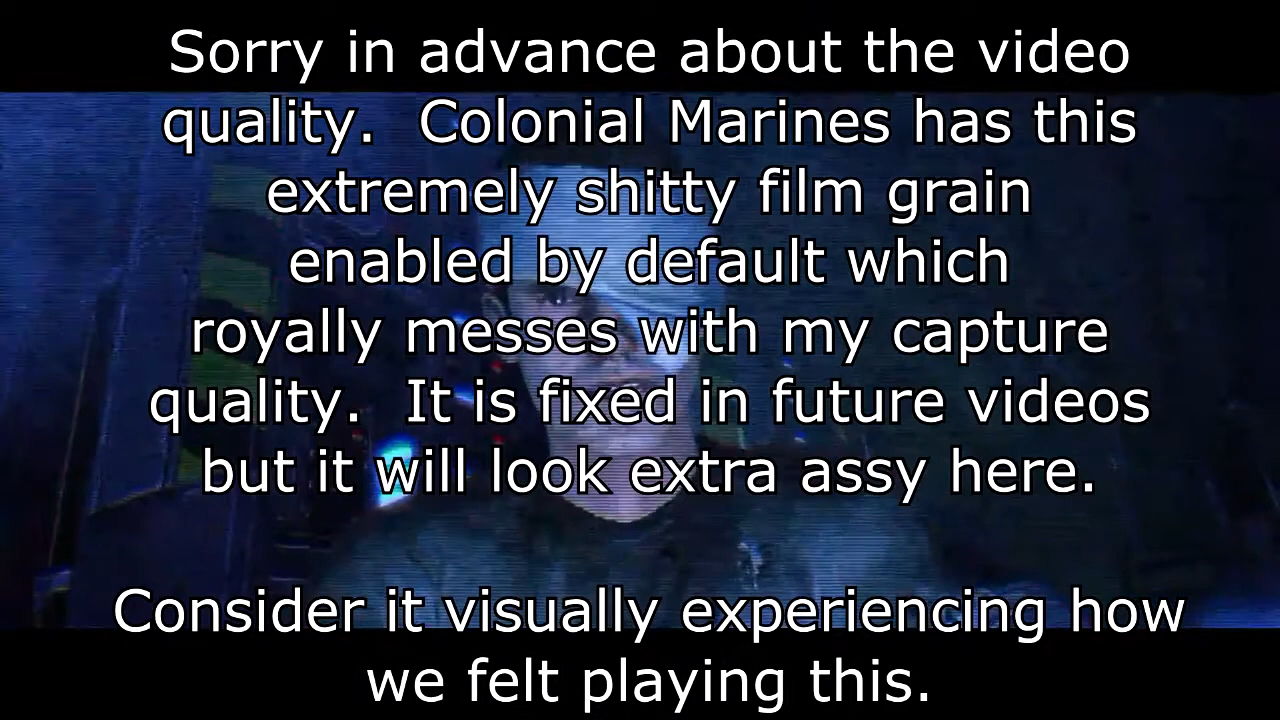 Sorry in advance about the video
quality.  Colonial Marines has this
extremely shitty film grain
enabled by default which
royally messes with my capture
quality.  It is fixed in future videos
but it will look extra assy here.
Consider it visually experiencing how
we felt playing this.